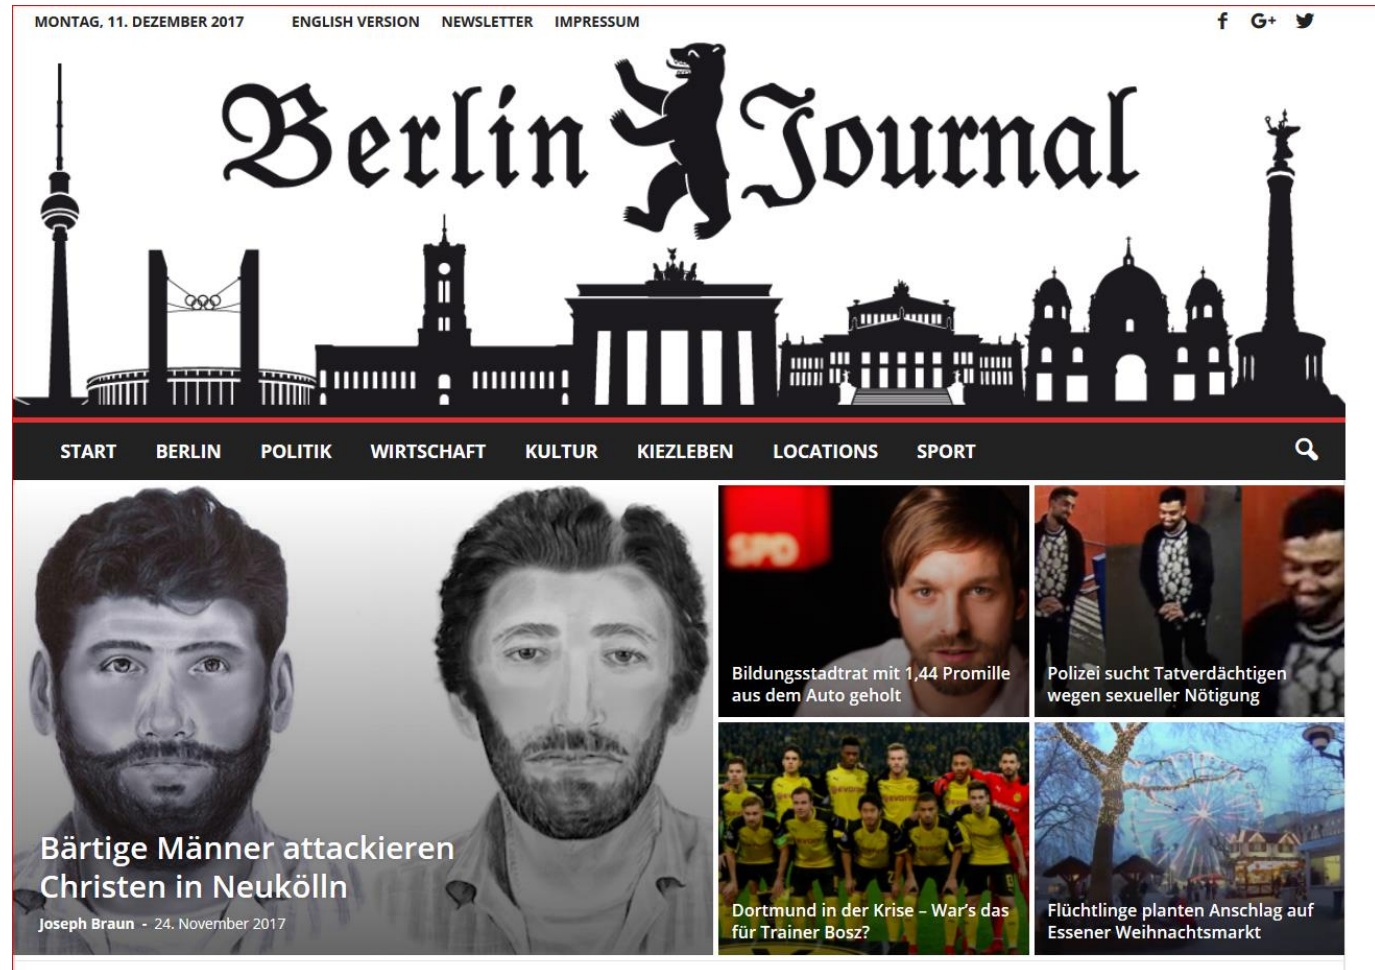 MONTAG, 11. DEZEMBER 2017 ENGLISH VERSION NEWSLETTER IMPRESSUM f G+
Berlin Journal
START BERLIN POLITIK WIRTSCHAFT KULTUR KIEZLEBEN LOCATIONS SPORT
Bärtige Männer attackieren
Christen in Neukölln
Joseph Braun - 24. November 2017
SPD
Bildungsstadtrat mit 1,44 Promille
aus dem Auto geholt
Polizei sucht Tatverdächtigen
wegen sexueller Nötigung
Dortmund in der Krise – War's das
für Trainer Bosz?
Flüchtlinge planten Anschlag auf
Essener Weihnachtsmarkt